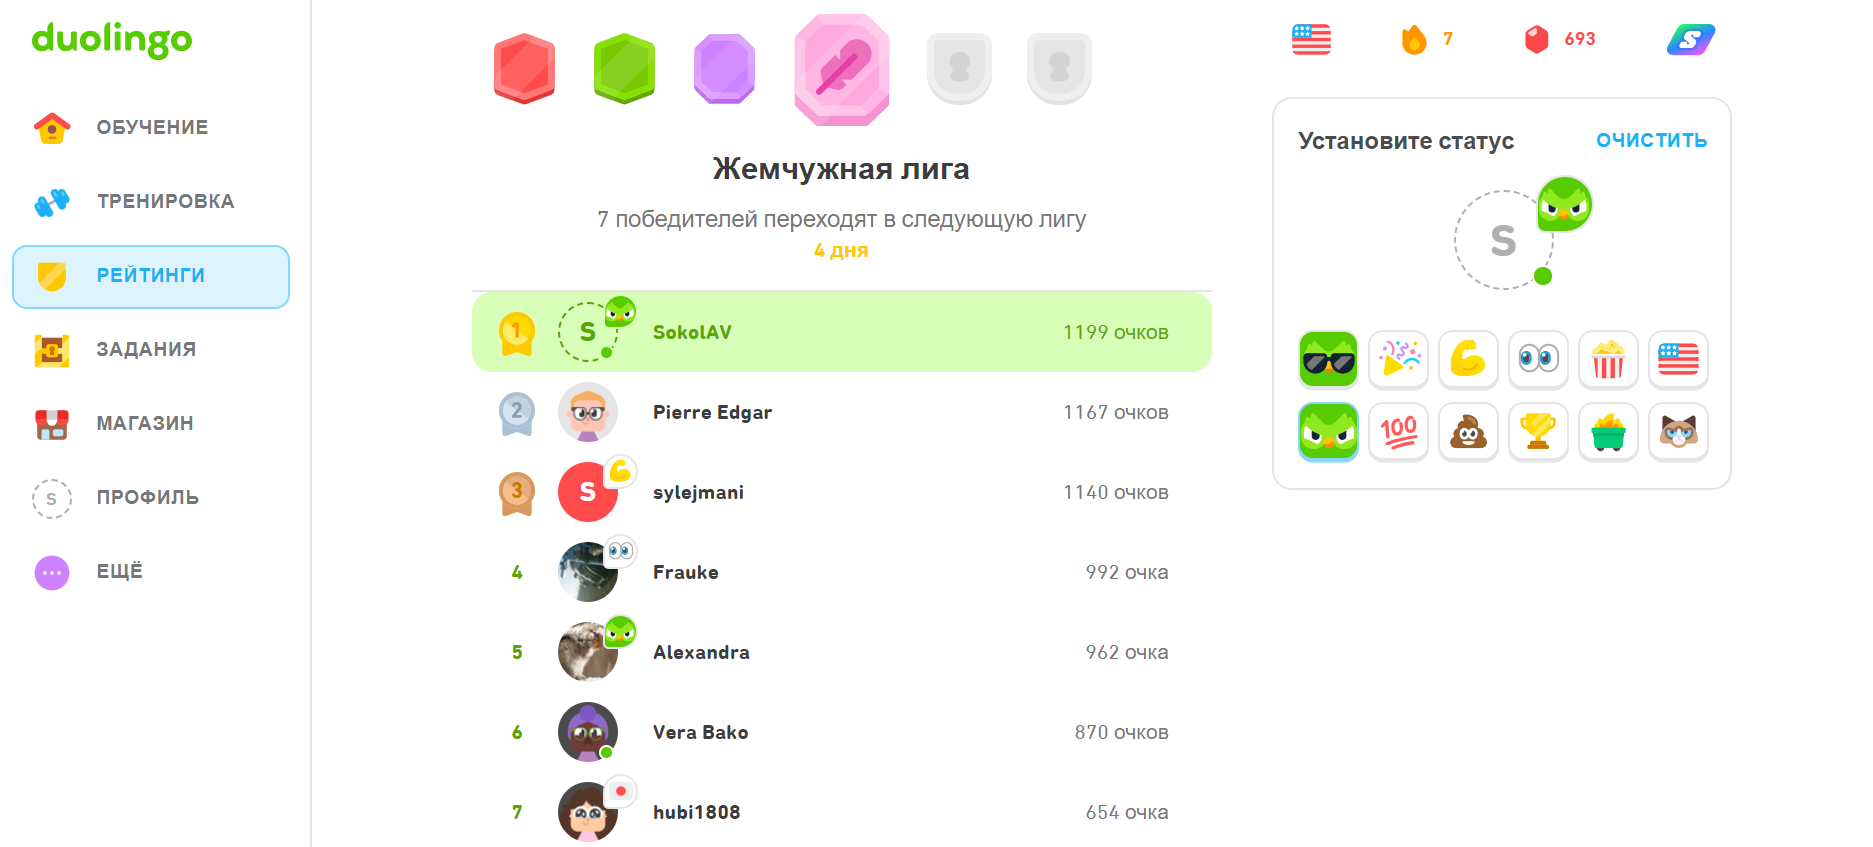 duolingo
ОБУЧЕНИЕ
ТРЕНИРОВКА
РЕЙТИНГИ
ЗАДАНИЯ
МАГАЗИН
S ПРОФИЛЬ
ЕЩЁ
Жемчужная лига
7 победителей переходят в следующую лигу
4 дня
1 S SokolAV 1199 очков
2 Pierre Edgar 1167 очков
3 S sylejmani 1140 очков
4 Frauke 992 очка
5 Alexandra 962 очка
6 Vera Bako 870 очков
7 hubi1808 654 очка
7 693 S
Установите статус ОЧИСТИТЬ
S
100